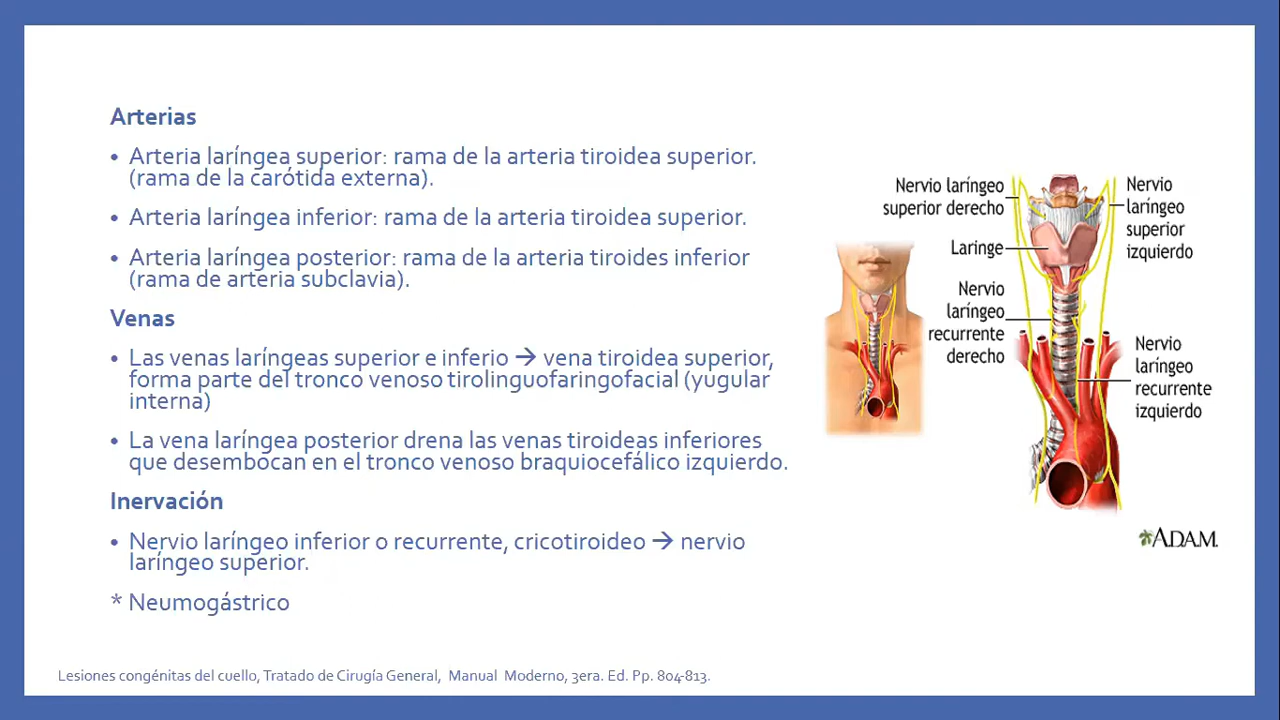 Arterias
• Arteria laríngea superior: rama de la arteria tiroidea superior.
(rama de la carótida externa).
• Arteria laríngea inferior: rama de la arteria tiroidea superior.
• Arteria laríngea posterior: rama de la arteria tiroides inferior
(rama de arteria subclavia).
Venas
• Las venas laríngeas superior e inferio → vena tiroidea superior,
forma parte del tronco venoso tirolinguofaringofacial (yugular
interna)
• La vena laríngea posterior drena las venas tiroideas inferiores
que desembocan en el tronco venoso braquiocefálico izquierdo.
Inervación
• Nervio laríngeo inferior o recurrente, cricotiroideo → nervio
laríngeo superior.
* Neumogástrico
Nervio laríngeo
superior derecho
Laringe
Nervio
laríngeo
recurrente
derecho
Nervio
laríngeo
superior
izquierdo
Nervio
laríngeo
recurrente
izquierdo
ADAM.
Lesiones congénitas del cuello, Tratado de Cirugía General, Manual Moderno, 3era. Ed. Pp. 804-813.